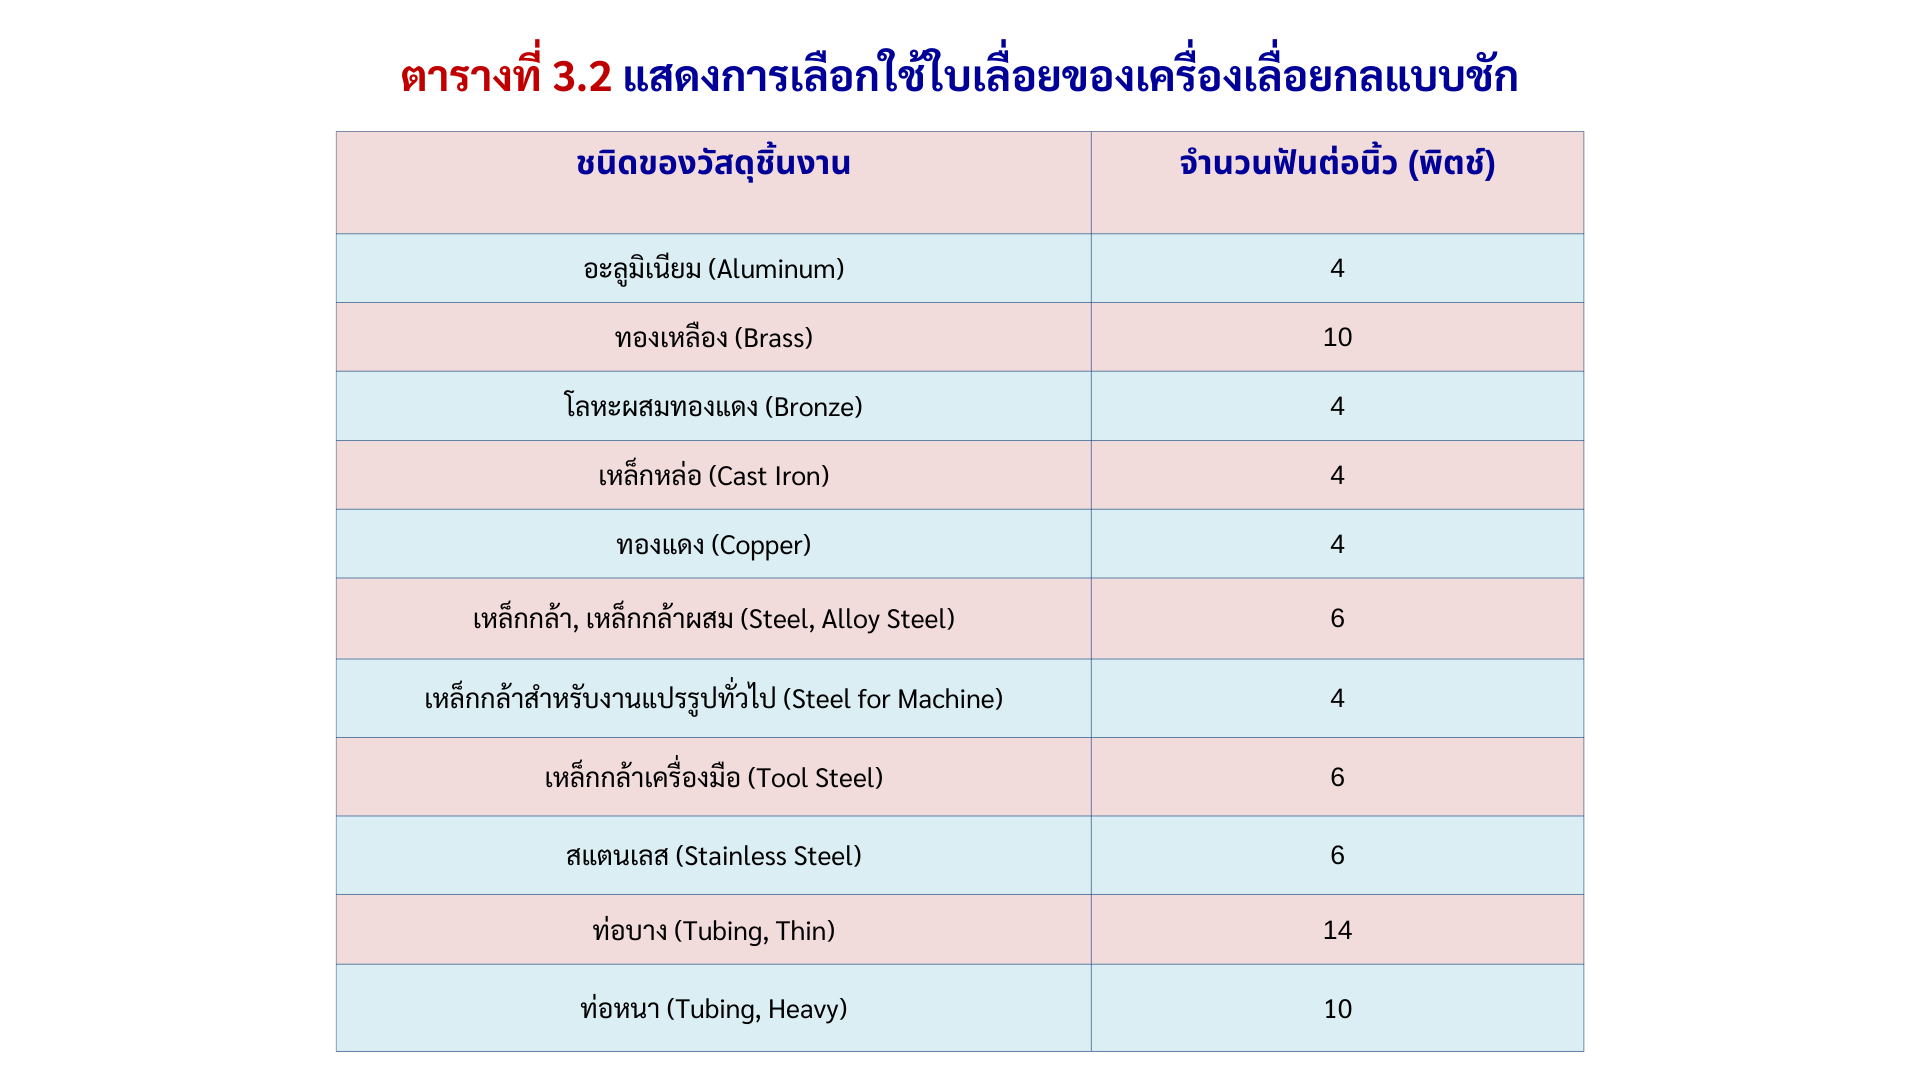 ตารางที่ 3.2 แสดงการเลือกใช้ใบเลื่อยของเครื่องเลื่อยกลแบบชัก
ชนิดของวัสดุชิ้นงาน จำนวนฟันต่อนิ้ว (พิตช์)
อะลูมิเนียม (Aluminum) 4
ทองเหลือง (Brass) 10
โลหะผสมทองแดง (Bronze) 4
เหล็กหล่อ (Cast Iron) 4
ทองแดง (Copper) 4
เหล็กกล้า, เหล็กกล้าผสม (Steel, Alloy Steel) 6
เหล็กกล้าสำหรับงานแปรรูปทั่วไป (Steel for Machine) 4
เหล็กกล้าเครื่องมือ (Tool Steel) 6
สแตนเลส (Stainless Steel) 6
ท่อบาง (Tubing, Thin) 14
ท่อหนา (Tubing, Heavy) 10